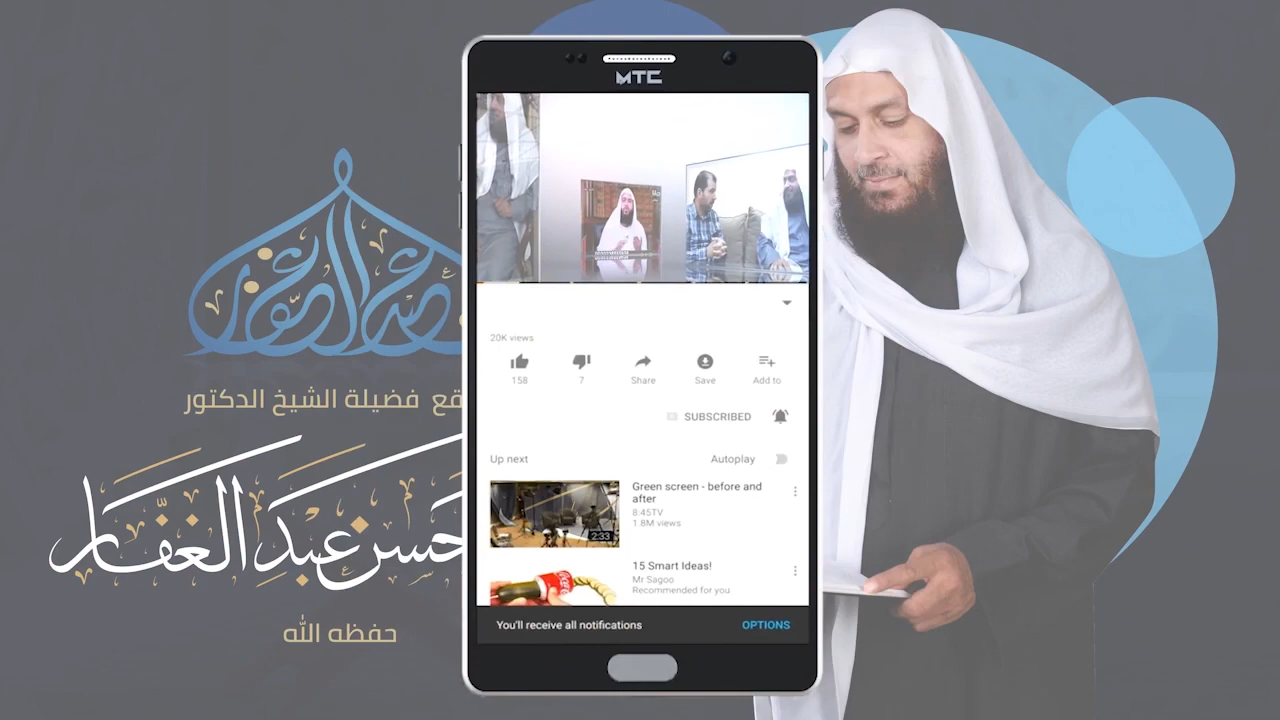 قع فضيلة الشيخ الدكتور
حسن عبد الغفار
حفظه الله
MTC
20K views
158
7
Share
Save
Add to
SUBSCRIBED
Up next
Autoplay
Green screen - before and
after
8:45TV
1.8M views
2:33
15 Smart Ideas!
Mr Sagoo
Recommended for you
You'll receive all notifications
OPTIONS